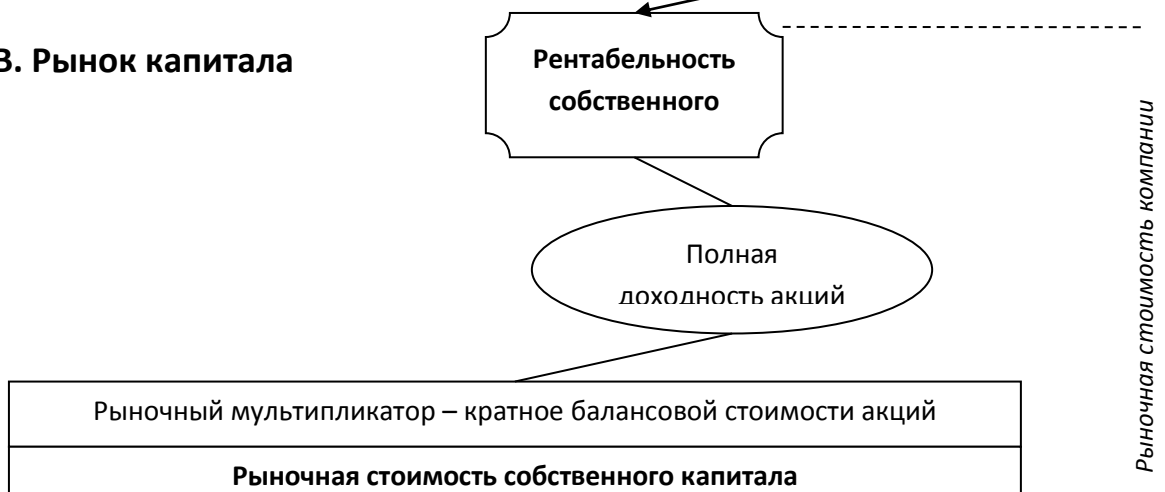 В. Рынок капитала
Рентабельность
собственного
Полная
доходность акций
Рыночный мультипликатор – кратное балансовой стоимости акций
Рыночная стоимость собственного капитала
Рыночная стоимость компании